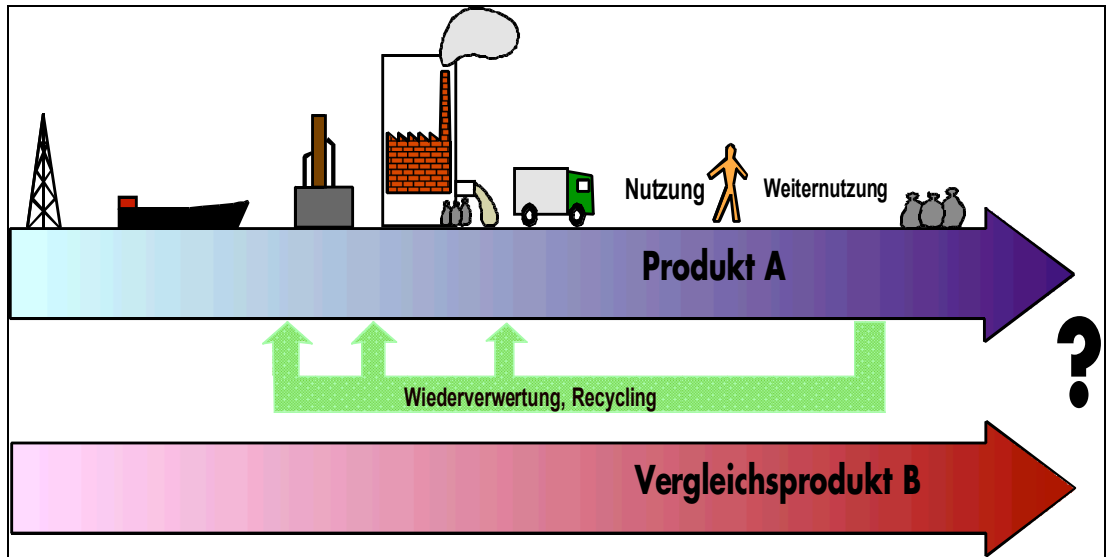 Nutzung Weiternutzung
Produkt A
?
Wiederverwertung, Recycling
Vergleichsprodukt B